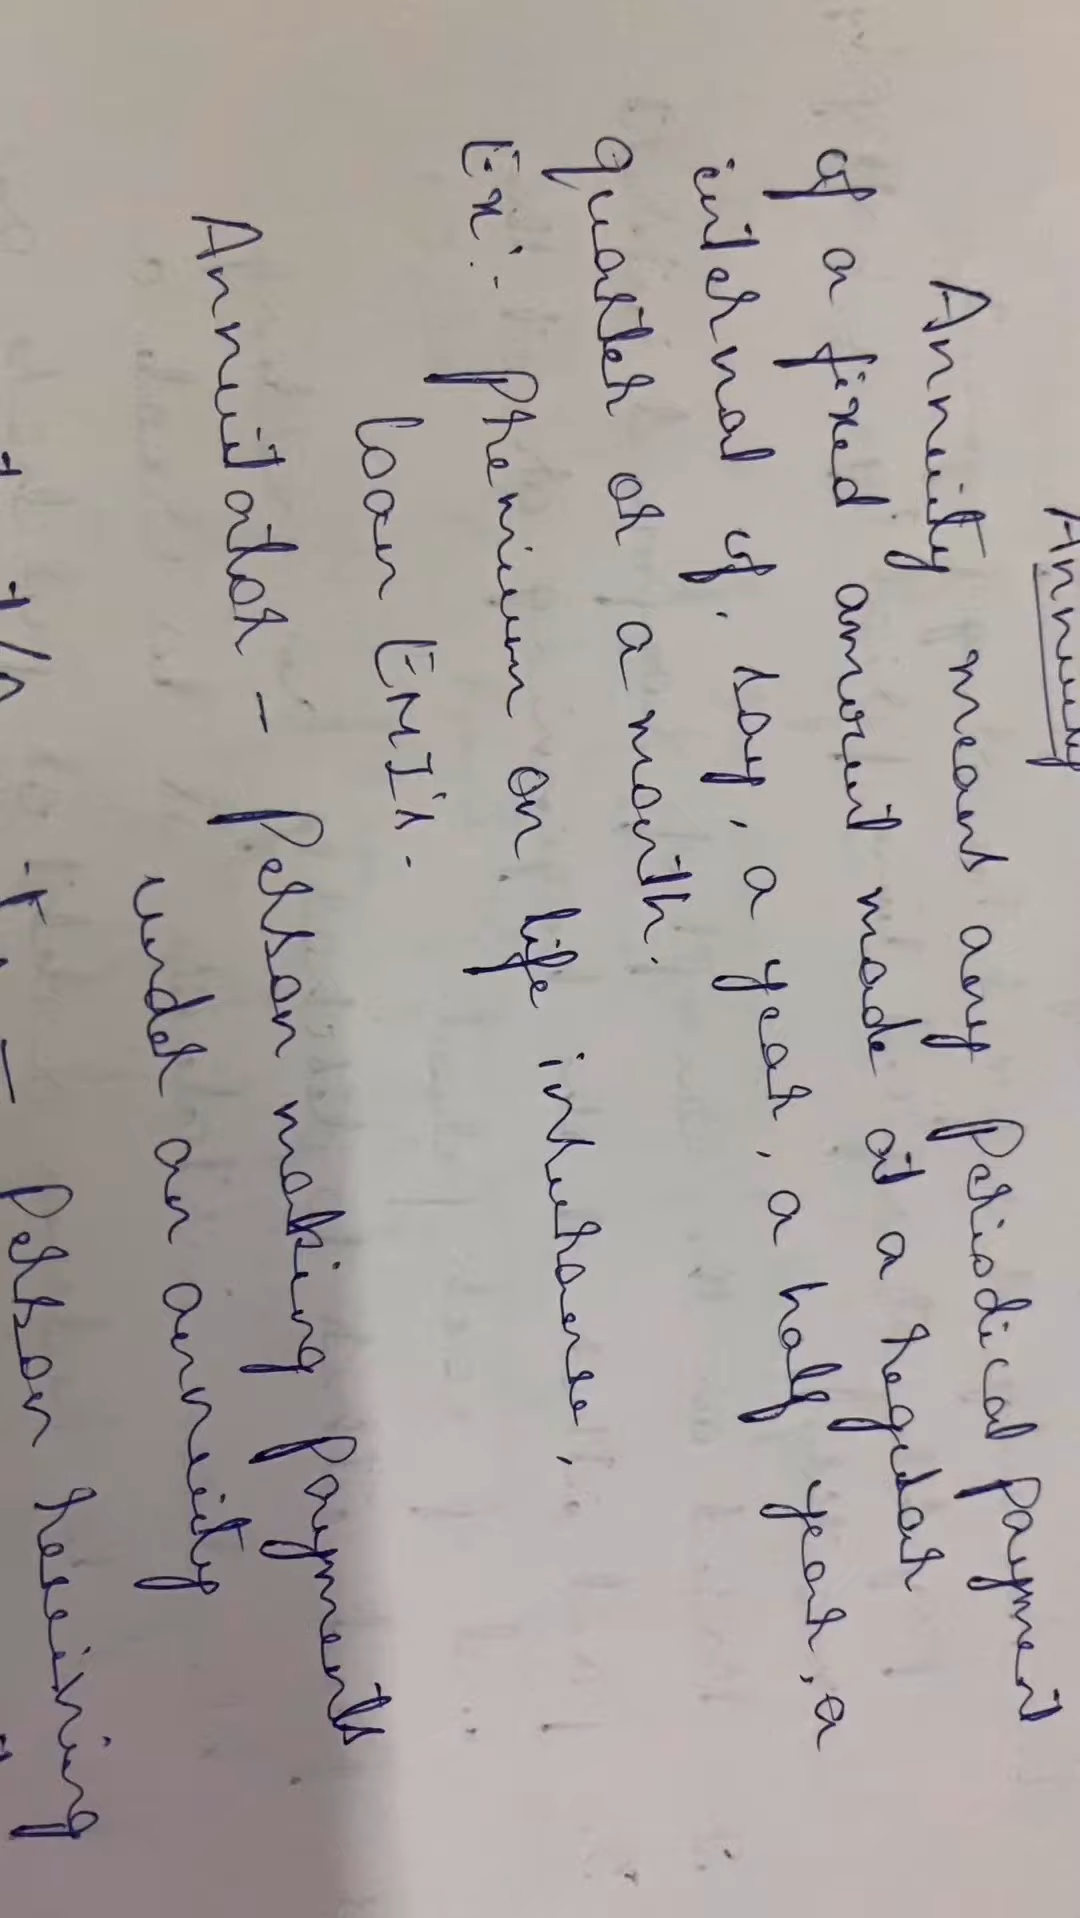 Annuity
Annuity means any periodical payment
of a fixed amount made at a regular
internal of, say, a year, a half year, a
quarter or a month.
Ex:- Premium on life insurance,
loan EMI's.
Annuitator - Person making payments
under an annuity
- Person receiving